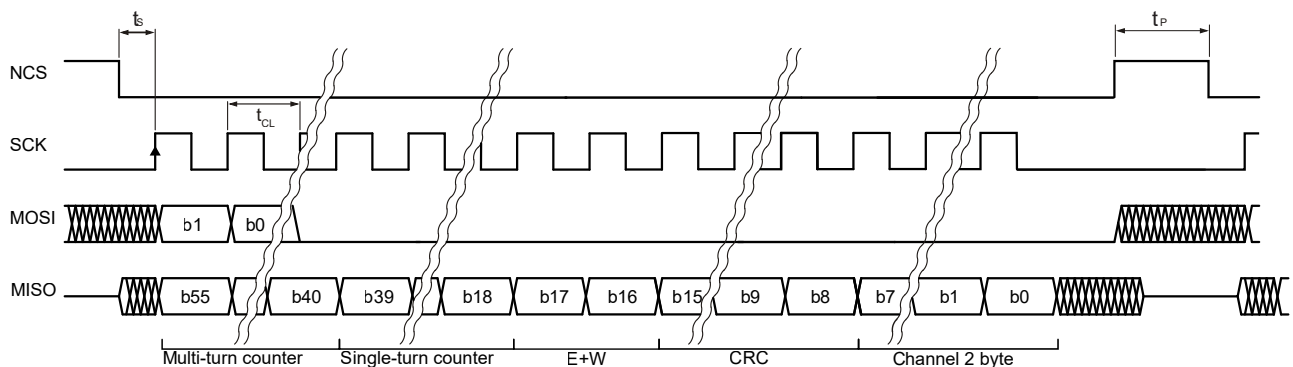 tS tP
NCS
tCL
SCK
MOSI b1 b0
MISO b55 b40 b39 b18 b17 b16 b15 b9 b8 b7 b1 b0
Multi-turn counter Single-turn counter E+W CRC Channel 2 byte